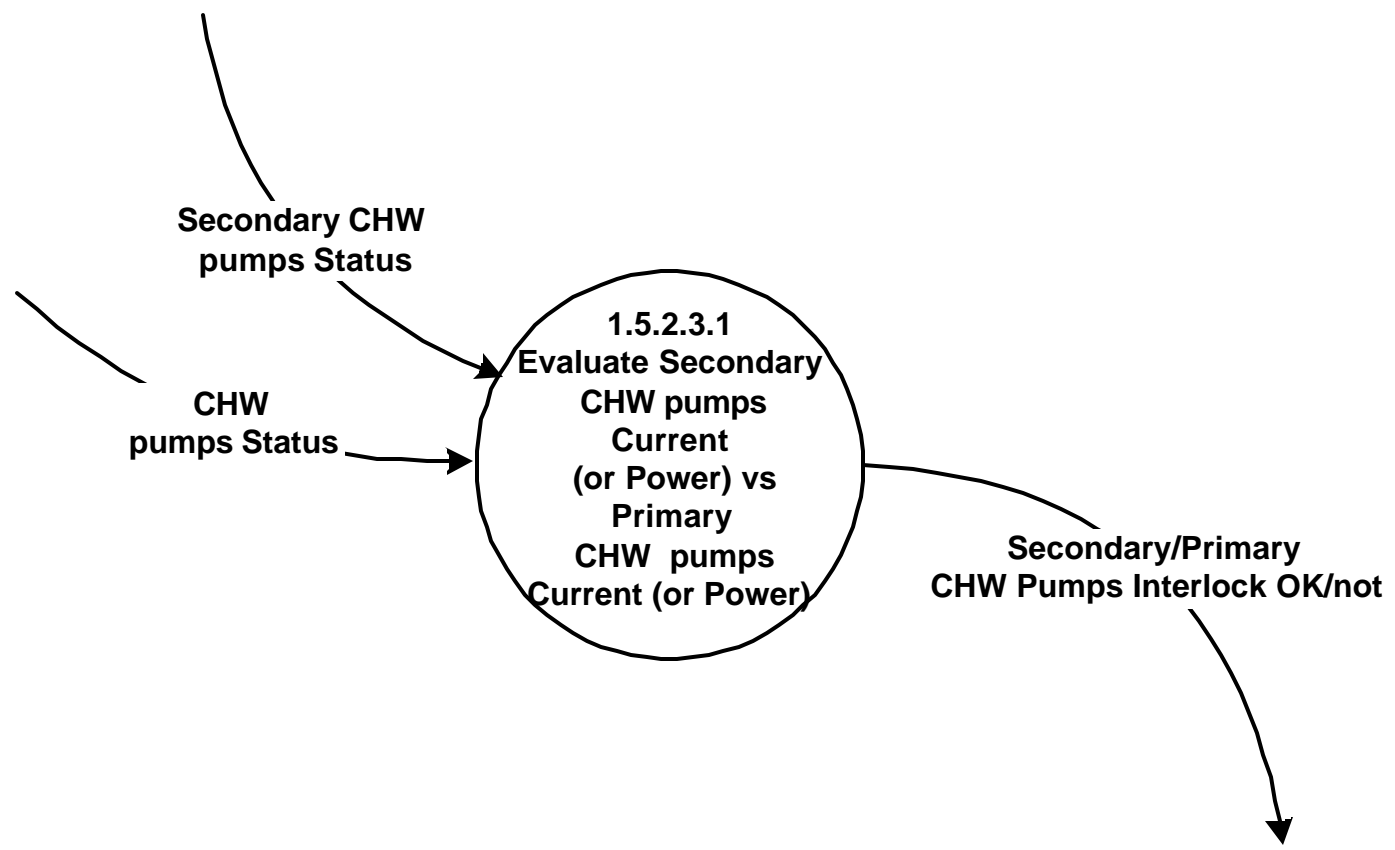 Secondary CHW
pumps Status
CHW
pumps Status
1.5.2.3.1
Evaluate Secondary
CHW pumps
Current
(or Power) vs
Primary
CHW pumps
Current (or Power)
Secondary/Primary
CHW Pumps Interlock OK/not